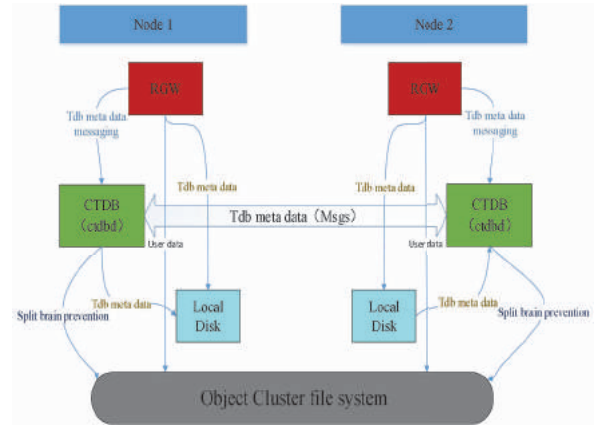 Node 1
Node 2
RGW
RGW
Tdb meta data
messaging
Tdb meta data
messaging
Tdb meta data
Tdb meta data
CTDB
(ctdbd)
Tdb meta data (Msgs)
CTDB
(ctdbd)
User data
User data
Tdb meta data
Local
Disk
Local
Disk
Tdb meta data
Split brain prevention
Split brain prevention
Object Cluster file system